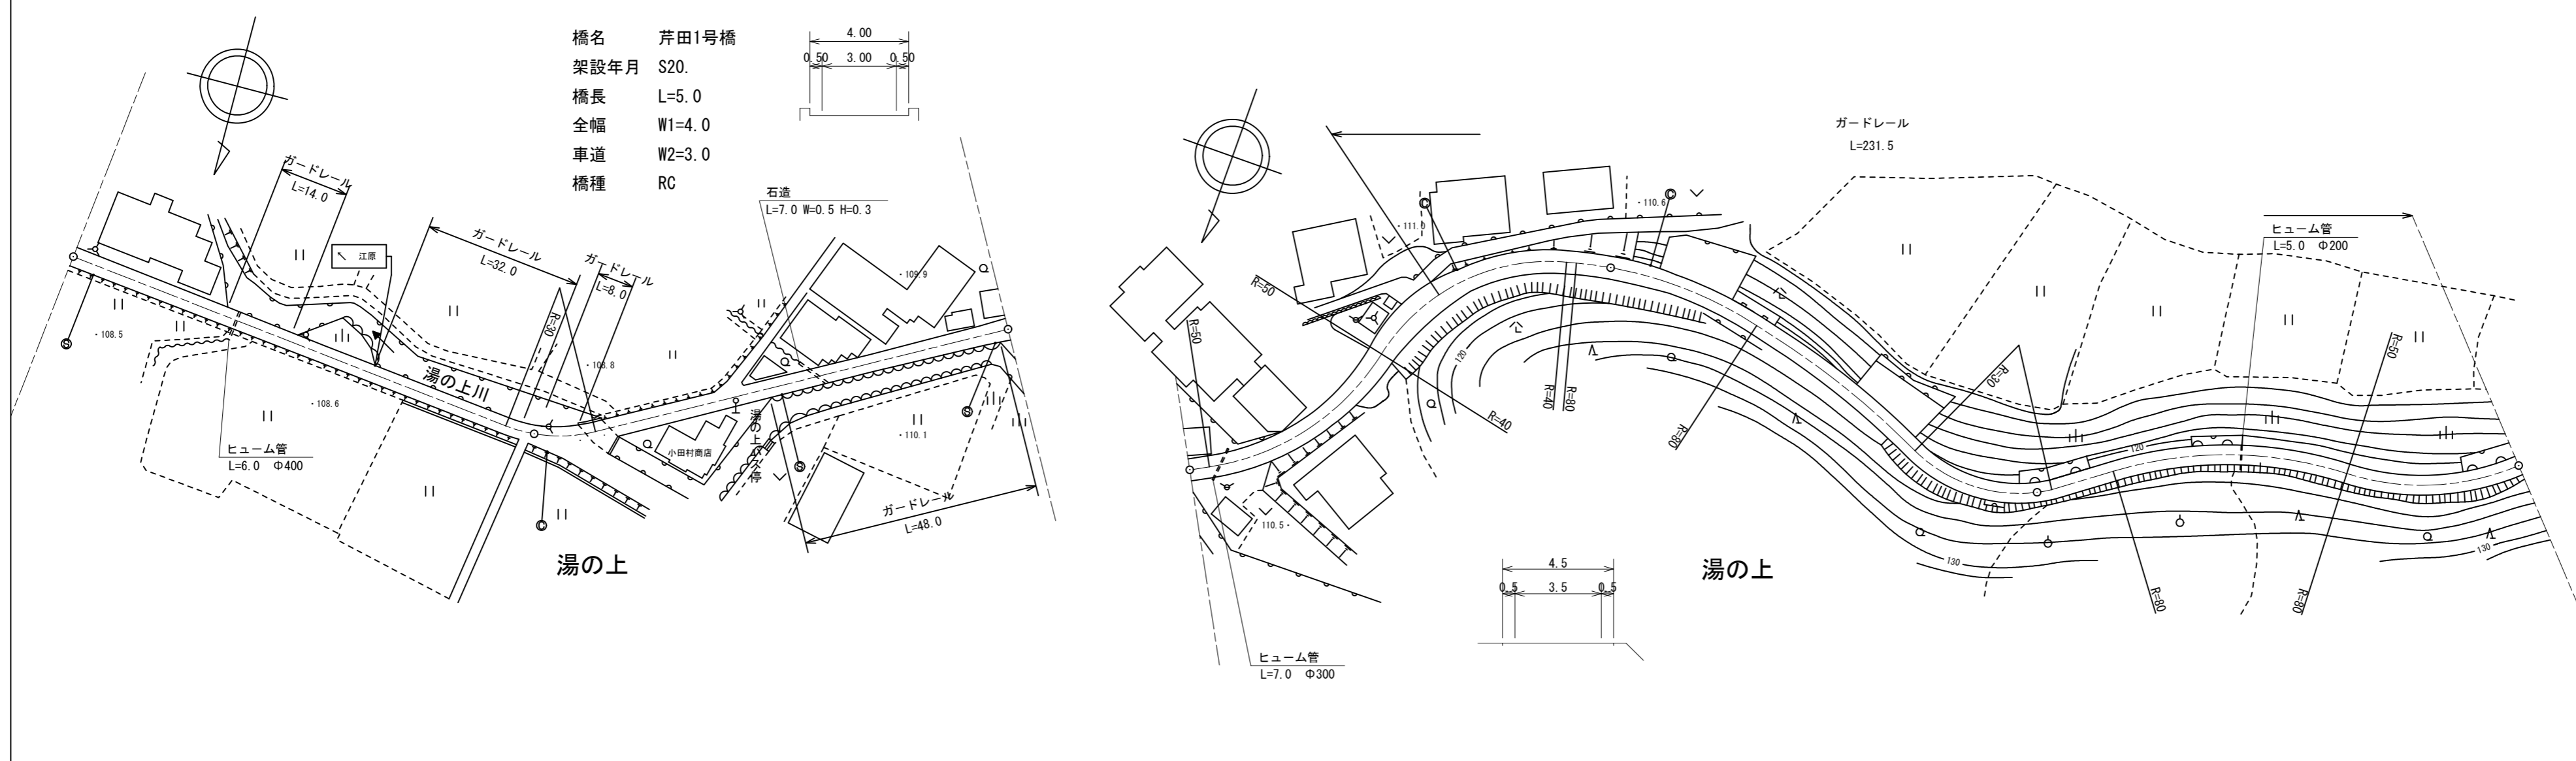 橋名 芹田1号橋
架設年月 S20.
橋長 L=5.0
全幅 W1=4.0
車道 W2=3.0
橋種 RC
4.00
0.50 3.00 0.50
ガードレール
L=14.0
江原
ガードレール
L=32.0
ガードレール
L=8.0
R=30
石造
L=7.0 W=0.5 H=0.3
109.9
108.5
108.6
108.8
湯の上川
S
ヒューム管
L=6.0 Φ400
C
小田村商店
湯の上バス停
S
S
110.1
ガードレール
L=48.0
湯の上
ガードレール
L=231.5
C
111.0
C
110.6
R=50
R=50
120
R=40
R=40
R=80
R=80
R=30
ヒューム管
L=5.0 Φ200
R=50
120
130
130
R=80
R=80
110.5
4.5
0.5 3.5 0.5
湯の上
ヒューム管
L=7.0 Φ300